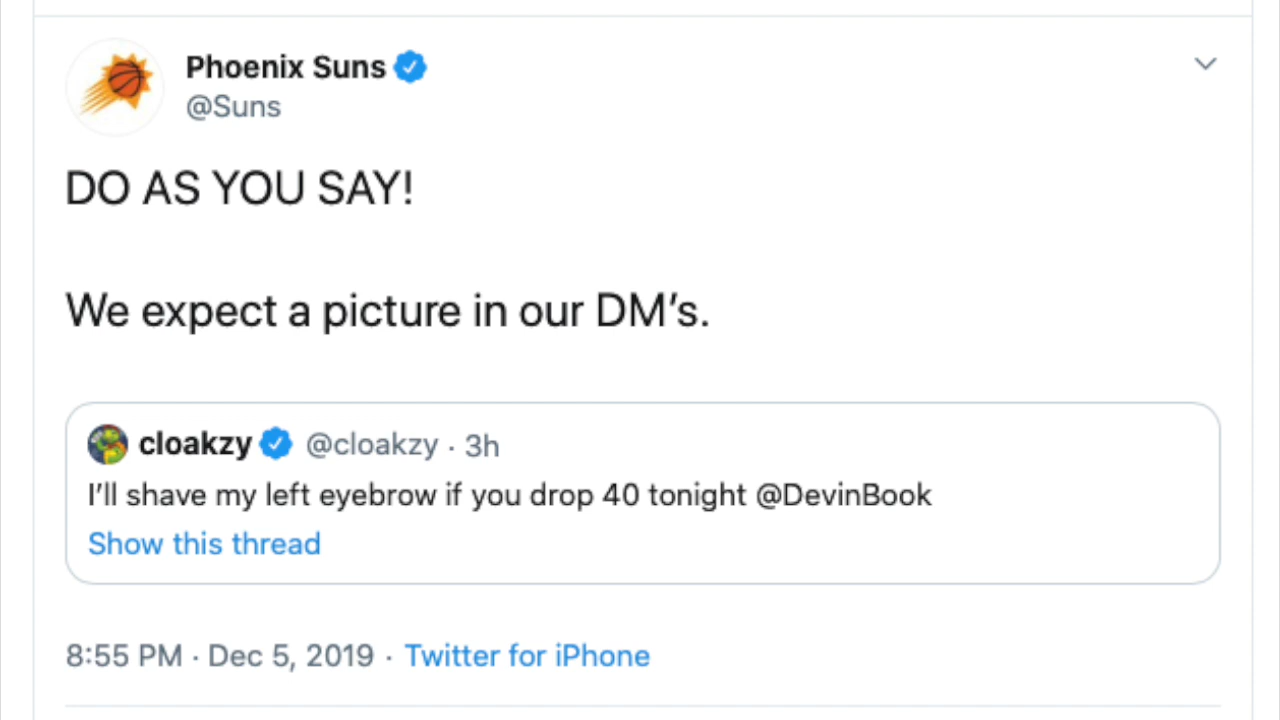 Phoenix Suns
@Suns
DO AS YOU SAY!
We expect a picture in our DM’s.
cloakzy @cloakzy · 3h
I’ll shave my left eyebrow if you drop 40 tonight @DevinBook
Show this thread
8:55 PM · Dec 5, 2019 · Twitter for iPhone